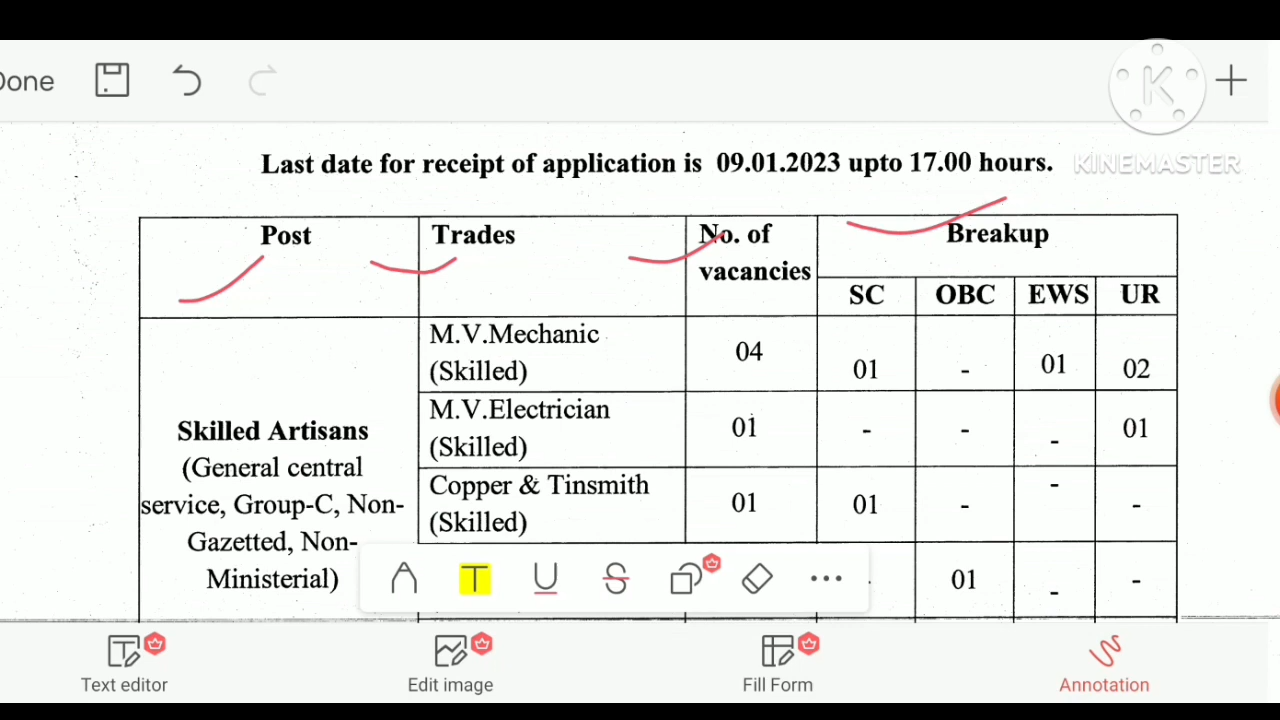 Done
K
KINEMASTER
Last date for receipt of application is 09.01.2023 upto 17.00 hours.
Post Trades No. of vacancies Breakup
SC OBC EWS UR
M.V.Mechanic (Skilled) 04 01 - 01 02
M.V.Electrician (Skilled) 01 - - - 01
Copper & Tinsmith (Skilled) 01 01 - - -
01 - -
Skilled Artisans
(General central
service, Group-C, Non-
Gazetted, Non-
Ministerial)
T U S ...
Text editor Edit image Fill Form Annotation